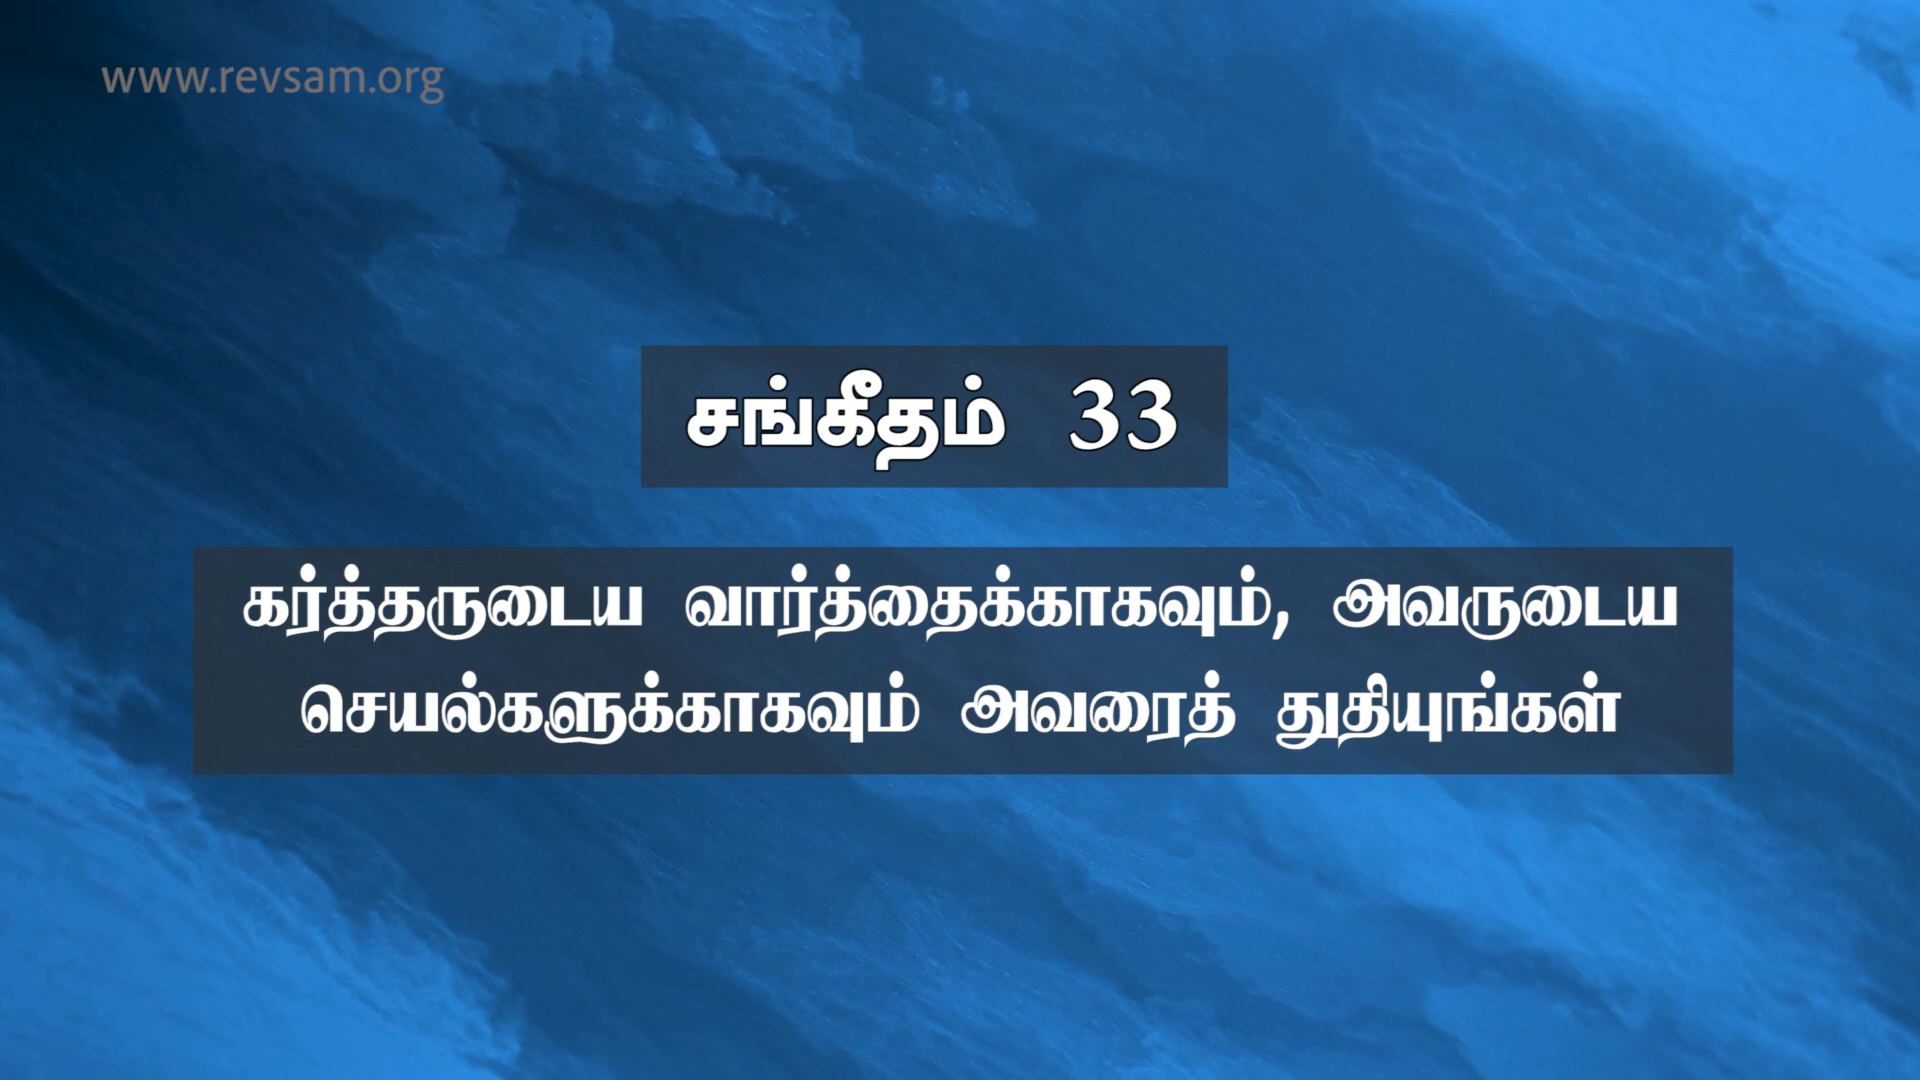 www.revsam.org
சங்கீதம் 33
கர்த்தருடைய வார்த்தைக்காகவும், அவருடைய
செயல்களுக்காகவும் அவரைத் துதியுங்கள்